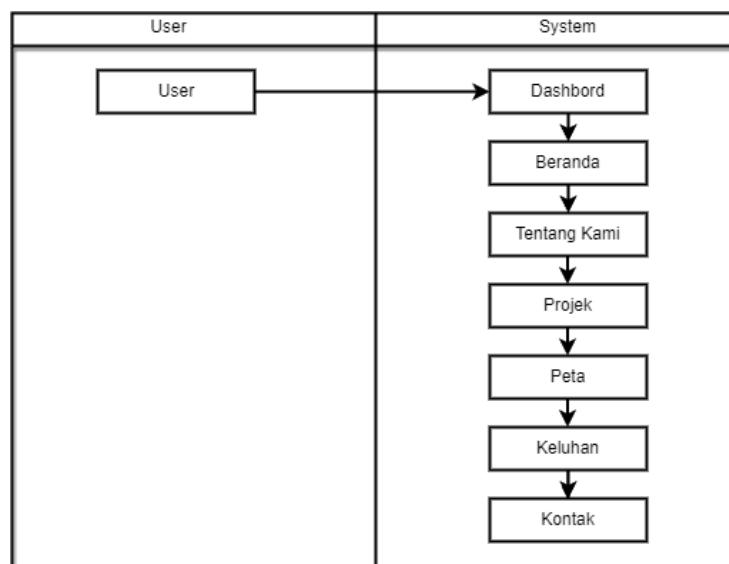 User
System
User
Dashbord
Beranda
Tentang Kami
Projek
Peta
Keluhan
Kontak